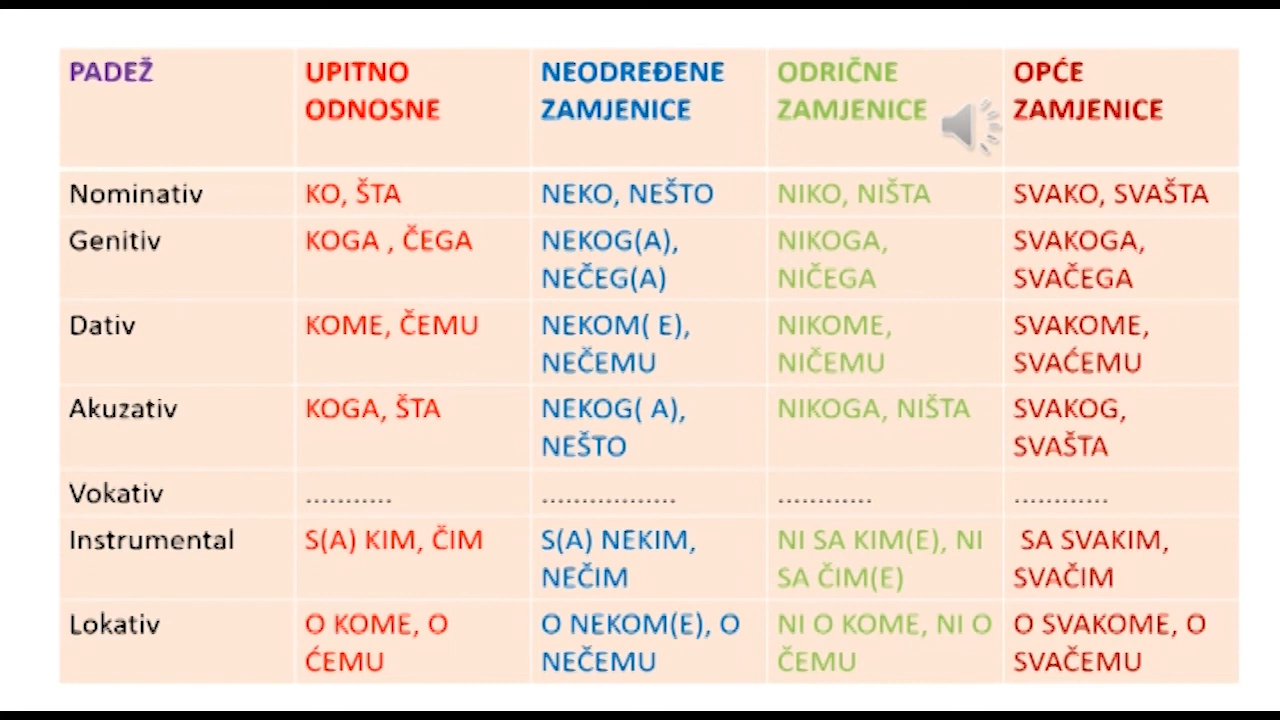 PADEŽ
UPITNO
ODNOSNE
NEODREĐENE
ZAMJENICE
ODRIČNE
ZAMJENICE
OPĆE
ZAMJENICE
Nominativ
KO, ŠTA
NEKO, NEŠTO
NIKO, NIŠTA
SVAKO, SVAŠTA
Genitiv
KOGA , ČEGA
NEKOG(A),
NEČEG(A)
NIKOGA,
NIČEGA
SVAKOGA,
SVAČEGA
Dativ
KOME, ČEMU
NEKOM( E),
NEČEMU
NIKOME,
NIČEMU
SVAKOME,
SVAĆEMU
Akuzativ
KOGA, ŠTA
NEKOG( A),
NEŠTO
NIKOGA, NIŠTA
SVAKOG,
SVAŠTA
Vokativ
...........
.................
............
............
Instrumental
S(A) KIM, ČIM
S(A) NEKIM,
NEČIM
NI SA KIM(E), NI
SA ČIM(E)
SA SVAKIM,
SVAČIM
Lokativ
O KOME, O
ĆEMU
O NEKOM(E), O
NEČEMU
NI O KOME, NI O
ČEMU
O SVAKOME, O
SVAČEMU